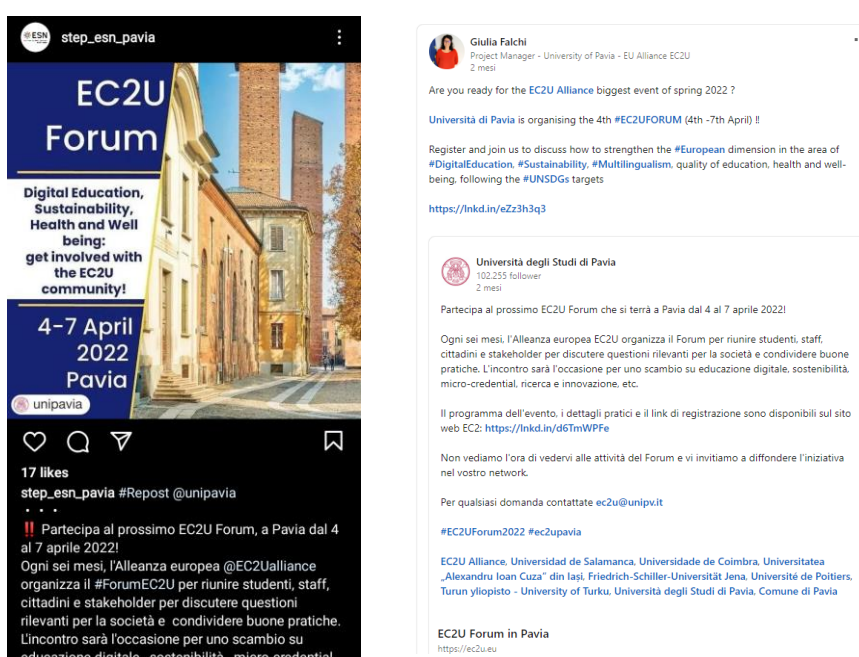 ESN
step_esn_pavia
EC2U
Forum
Digital Education,
Sustainability,
Health and Well
being:
get involved with
the EC2U
community!
4-7 April
2022
Pavia
unipavia
17 likes
step_esn_pavia #Repost @unipavia
• • •
‼️ Partecipa al prossimo EC2U Forum, a Pavia dal 4
al 7 aprile 2022!
Ogni sei mesi, l'Alleanza europea @EC2Ualliance
organizza il #ForumEC2U per riunire studenti, staff,
cittadini e stakeholder per discutere questioni
rilevanti per la società e condividere buone pratiche.
L'incontro sarà l'occasione per uno scambio su
educazione digitale, sostenibilità, micro-credential,
Giulia Falchi
Project Manager - University of Pavia - EU Alliance EC2U
2 mesi
Are you ready for the EC2U Alliance biggest event of spring 2022 ?
Università di Pavia is organising the 4th #EC2UFORUM (4th -7th April) !!
Register and join us to discuss how to strengthen the #European dimension in the area of
#DigitalEducation, #Sustainability, #Multilingualism, quality of education, health and well-
being, following the #UNSDGs targets
https://lnkd.in/eZz3h3q3
Università degli Studi di Pavia
102.255 follower
2 mesi
Partecipa al prossimo EC2U Forum che si terrà a Pavia dal 4 al 7 aprile 2022!
Ogni sei mesi, l'Alleanza europea EC2U organizza il Forum per riunire studenti, staff,
cittadini e stakeholder per discutere questioni rilevanti per la società e condividere buone
pratiche. L'incontro sarà l'occasione per uno scambio su educazione digitale, sostenibilità,
micro-credential, ricerca e innovazione, etc.
Il programma dell'evento, i dettagli pratici e il link di registrazione sono disponibili sul sito
web EC2: https://lnkd.in/d6TmWPFe
Non vediamo l'ora di vedervi alle attività del Forum e vi invitiamo a diffondere l'iniziativa
nel vostro network.
Per qualsiasi domanda contattate ec2u@unipv.it
#EC2UForum2022 #ec2upavia
EC2U Alliance, Universidad de Salamanca, Universidade de Coimbra, Universitatea
„Alexandru Ioan Cuza" din Iași, Friedrich-Schiller-Universität Jena, Université de Poitiers,
Turun yliopisto - University of Turku, Università degli Studi di Pavia, Comune di Pavia
EC2U Forum in Pavia
https://ec2u.eu